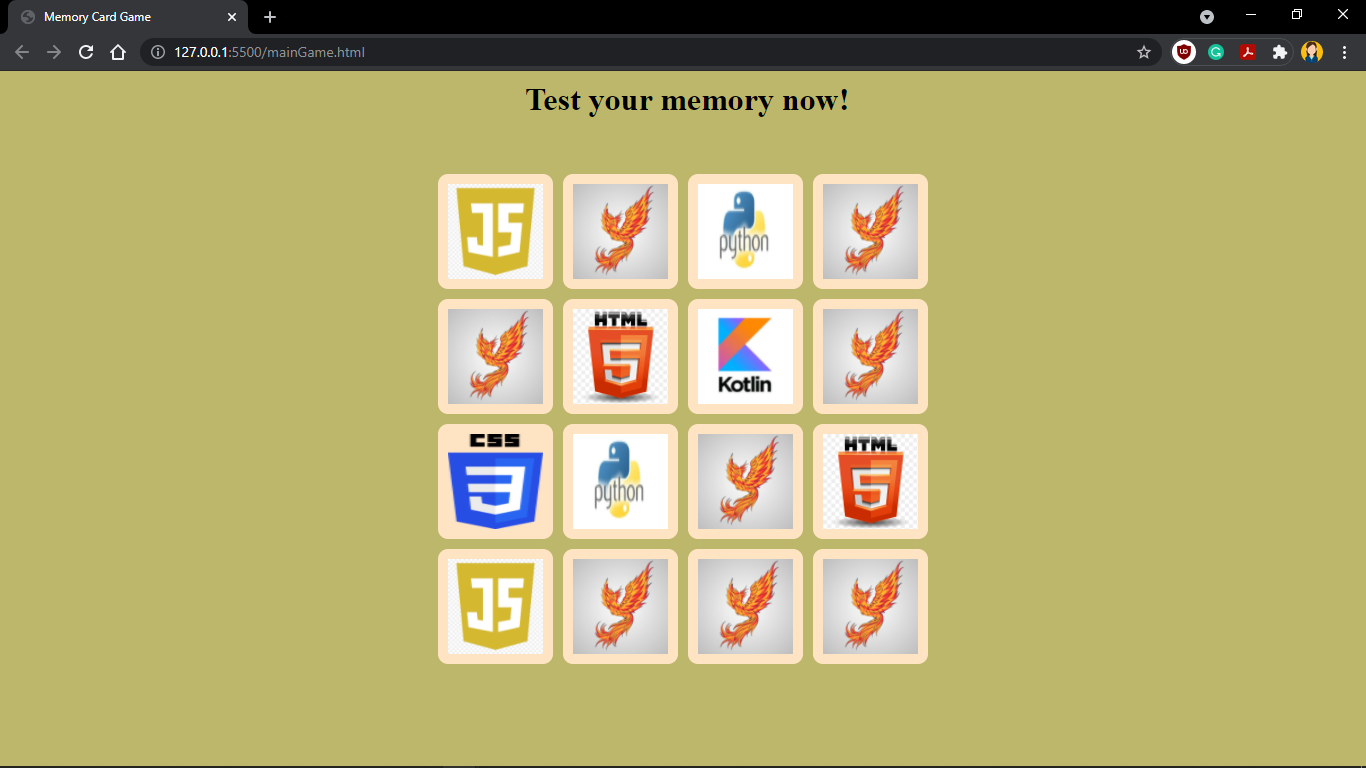 Memory Card Game
127.0.0.1:5500/mainGame.html
Test your memory now!
JS
python
HTML
5
Kotlin
CSS
3
python
HTML
5
JS